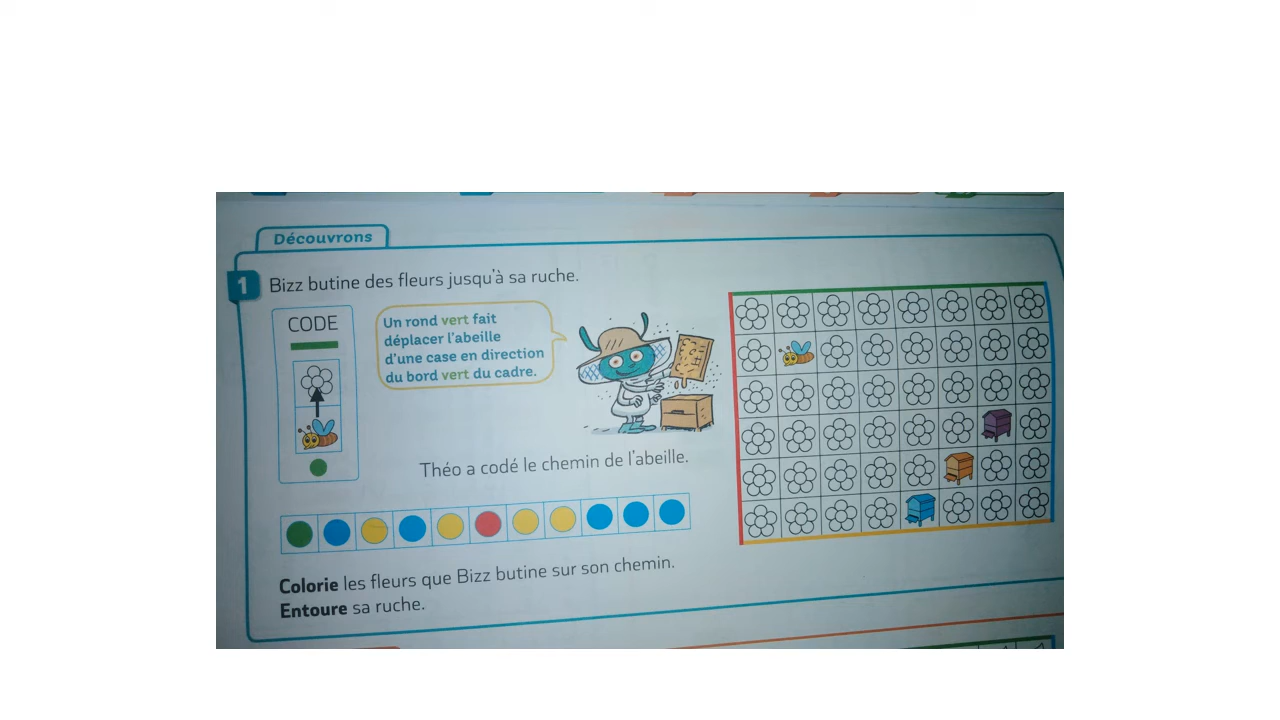 Découvrons
1 Bizz butine des fleurs jusqu'à sa ruche.
CODE
Un rond vert fait
déplacer l'abeille
d'une case en direction
du bord vert du cadre.
Théo a codé le chemin de l'abeille.
Colorie les fleurs que Bizz butine sur son chemin.
Entoure sa ruche.